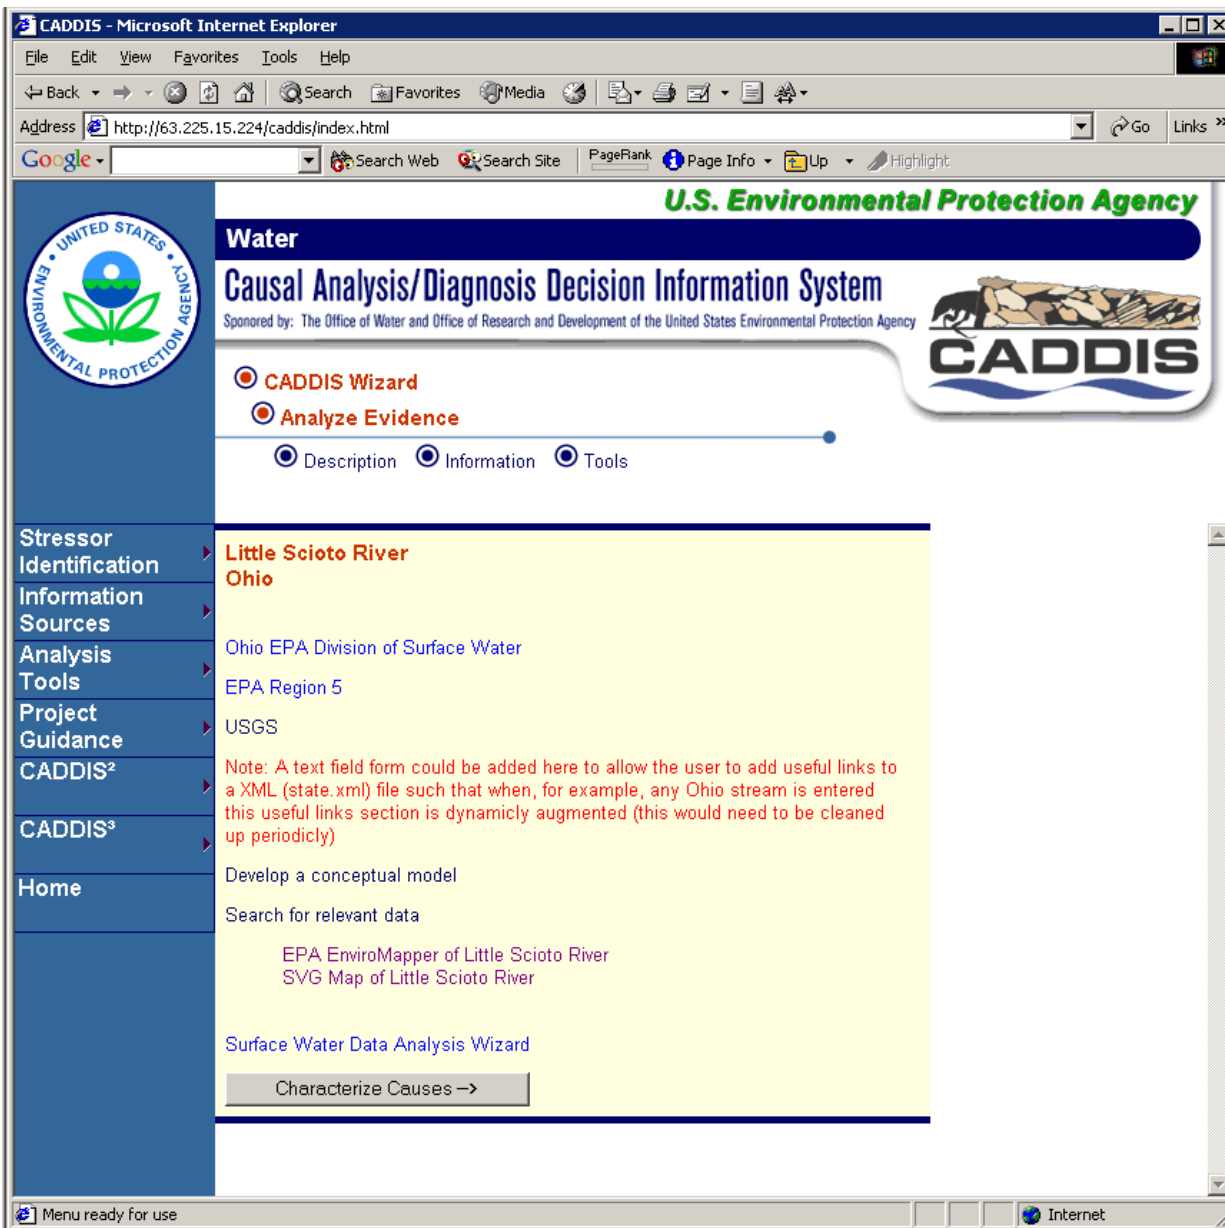 CADDIS - Microsoft Internet Explorer
File Edit View Favorites Tools Help
Back Search Favorites Media
Address http://63.225.15.224/caddis/index.html Go Links »
Google Search Web Search Site PageRank Page Info Up Highlight
U.S. Environmental Protection Agency
UNITED STATES ENVIRONMENTAL PROTECTION AGENCY
Water
Causal Analysis/Diagnosis Decision Information System
Sponored by: The Office of Water and Office of Research and Development of the United States Environmental Protection Agency
CADDIS
CADDIS Wizard
Analyze Evidence
Description Information Tools
Stressor
Identification
Information
Sources
Analysis
Tools
Project
Guidance
CADDIS²
CADDIS³
Home
Little Scioto River
Ohio
Ohio EPA Division of Surface Water
EPA Region 5
USGS
Note: A text field form could be added here to allow the user to add useful links to
a XML (state.xml) file such that when, for example, any Ohio stream is entered
this useful links section is dynamicly augmented (this would need to be cleaned
up periodicly)
Develop a conceptual model
Search for relevant data
EPA EnviroMapper of Little Scioto River
SVG Map of Little Scioto River
Surface Water Data Analysis Wizard
Characterize Causes -->
Menu ready for use Internet